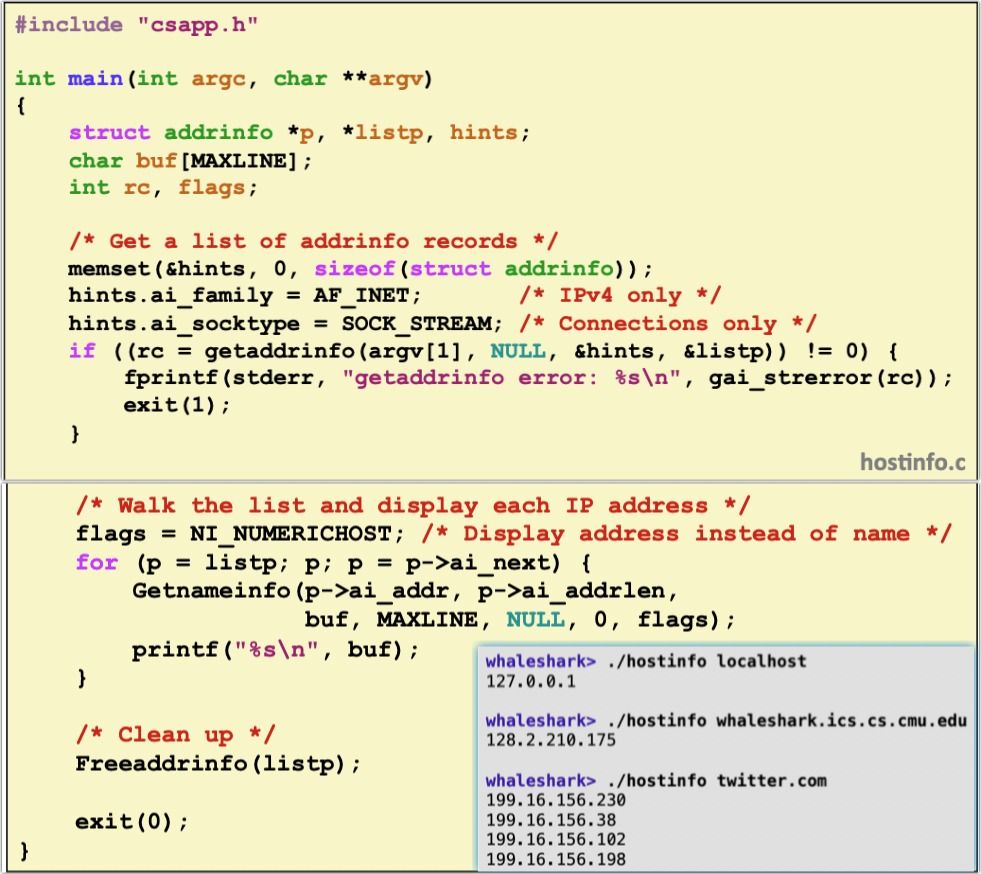 #include "csapp.h"
int main(int argc, char **argv)
{
struct addrinfo *p, *listp, hints;
char buf[MAXLINE];
int rc, flags;
/* Get a list of addrinfo records */
memset(&hints, 0, sizeof(struct addrinfo));
hints.ai_family = AF_INET;       /* IPv4 only */
hints.ai_socktype = SOCK_STREAM; /* Connections only */
if ((rc = getaddrinfo(argv[1], NULL, &hints, &listp)) != 0) {
fprintf(stderr, "getaddrinfo error: %s\n", gai_strerror(rc));
exit(1);
}
hostinfo.c
/* Walk the list and display each IP address */
flags = NI_NUMERICHOST; /* Display address instead of name */
for (p = listp; p; p = p->ai_next) {
Getnameinfo(p->ai_addr, p->ai_addrlen,
buf, MAXLINE, NULL, 0, flags);
printf("%s\n", buf);
}
/* Clean up */
Freeaddrinfo(listp);
exit(0);
}
whaleshark> ./hostinfo localhost
127.0.0.1
whaleshark> ./hostinfo whaleshark.ics.cs.cmu.edu
128.2.210.175
whaleshark> ./hostinfo twitter.com
199.16.156.230
199.16.156.38
199.16.156.102
199.16.156.198